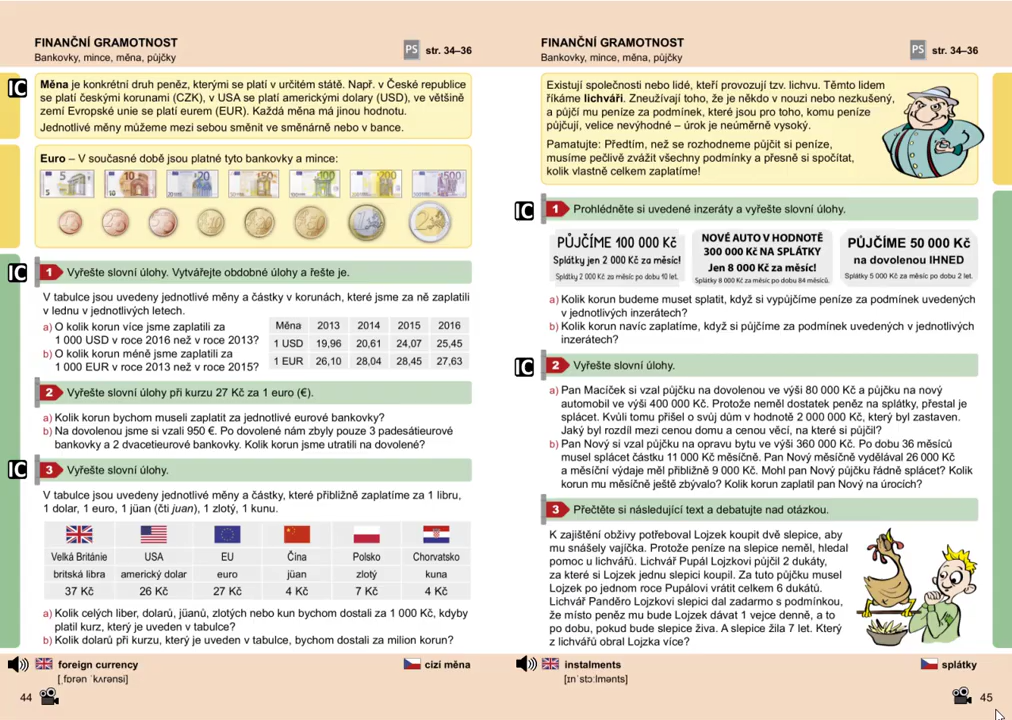 FINANČNÍ GRAMOTNOST
Bankovky, mince, měna, půjčky
PS str. 34–36
Měna je konkrétní druh peněz, kterými se platí v určitém státě. Např. v České republice
se platí českými korunami (CZK), v USA se platí americkými dolary (USD), ve většině
zemí Evropské unie se platí eurem (EUR). Každá měna má jinou hodnotu.
Jednotlivé měny můžeme mezi sebou směnit ve směnárně nebo v bance.
Euro – V současné době jsou platné tyto bankovky a mince:
5 10 20 50 100 200 500
1 Vyřešte slovní úlohy. Vytvářejte obdobné úlohy a řešte je.
V tabulce jsou uvedeny jednotlivé měny a částky v korunách, které jsme za ně zaplatili
v lednu v jednotlivých letech.
a) O kolik korun více jsme zaplatili za
1 000 USD v roce 2016 než v roce 2013?
b) O kolik korun méně jsme zaplatili za
1 000 EUR v roce 2013 než v roce 2015?
Měna 2013 2014 2015 2016
1 USD 19,96 20,61 24,07 25,45
1 EUR 26,10 28,04 28,45 27,63
2 Vyřešte slovní úlohy při kurzu 27 Kč za 1 euro (€).
a) Kolik korun bychom museli zaplatit za jednotlivé eurové bankovky?
b) Na dovolenou jsme si vzali 950 €. Po dovolené nám zbyly pouze 3 padesátieurové
bankovky a 2 dvacetieurové bankovky. Kolik korun jsme utratili na dovolené?
3 Vyřešte slovní úlohy.
V tabulce jsou uvedeny jednotlivé měny a částky, které přibližně zaplatíme za 1 libru,
1 dolar, 1 euro, 1 jüan (čti juan), 1 zlotý, 1 kunu.
Velká Británie USA EU Čína Polsko Chorvatsko
britská libra americký dolar euro jüan zlotý kuna
37 Kč 26 Kč 27 Kč 4 Kč 7 Kč 4 Kč
a) Kolik celých liber, dolarů, jüanů, zlotých nebo kun bychom dostali za 1 000 Kč, kdyby
platil kurz, který je uveden v tabulce?
b) Kolik dolarů při kurzu, který je uveden v tabulce, bychom dostali za milion korun?
foreign currency
[ˌfɒrən ˈkʌrənsi]
cizí měna
44
FINANČNÍ GRAMOTNOST
Bankovky, mince, měna, půjčky
PS str. 34–36
Existují společnosti nebo lidé, kteří provozují tzv. lichvu. Těmto lidem
říkáme lichváři. Zneužívají toho, že je někdo v nouzi nebo nezkušený,
a půjčí mu peníze za podmínek, které jsou pro toho, komu peníze
půjčují, velice nevýhodné – úrok je neúměrně vysoký.
Pamatujte: Předtím, než se rozhodneme půjčit si peníze,
musíme pečlivě zvážit všechny podmínky a přesně si spočítat,
kolik vlastně celkem zaplatíme!
1 Prohlédněte si uvedené inzeráty a vyřešte slovní úlohy.
PŮJČÍME 100 000 Kč
Splátky jen 2 000 Kč za měsíc!
Splátky 2 000 Kč za měsíc po dobu 10 let.
NOVÉ AUTO V HODNOTĚ
300 000 Kč NA SPLÁTKY
Jen 8 000 Kč za měsíc!
Splátky 8 000 Kč za měsíc po dobu 84 měsíců.
PŮJČÍME 50 000 Kč
na dovolenou IHNED
Splátky 5 000 Kč za měsíc po dobu 2 let.
a) Kolik korun budeme muset splatit, když si vypůjčíme peníze za podmínek uvedených
v jednotlivých inzerátech?
b) Kolik korun navíc zaplatíme, když si půjčíme za podmínek uvedených v jednotlivých
inzerátech?
2 Vyřešte slovní úlohy.
a) Pan Macíček si vzal půjčku na dovolenou ve výši 80 000 Kč a půjčku na nový
automobil ve výši 400 000 Kč. Protože neměl dostatek peněz na splátky, přestal je
splácet. Kvůli tomu přišel o svůj dům v hodnotě 2 000 000 Kč, který byl zastaven.
Jaký byl rozdíl mezi cenou domu a cenou věcí, na které si půjčil?
b) Pan Nový si vzal půjčku na opravu bytu ve výši 360 000 Kč. Po dobu 36 měsíců
musel splácet částku 11 000 Kč měsíčně. Pan Nový měsíčně vydělával 26 000 Kč
a měsíční výdaje měl přibližně 9 000 Kč. Mohl pan Nový půjčku řádně splácet? Kolik
korun mu měsíčně ještě zbývalo? Kolik korun zaplatil pan Nový na úrocích?
3 Přečtěte si následující text a debatujte nad otázkou.
K zajištění obživy potřeboval Lojzek koupit dvě slepice, aby
mu snášely vajíčka. Protože peníze na slepice neměl, hledal
pomoc u lichvářů. Lichvář Pupál Lojzkovi půjčil 2 dukáty,
za které si Lojzek jednu slepici koupil. Za tuto půjčku musel
Lojzek po jednom roce Pupálovi vrátit celkem 6 dukátů.
Lichvář Panděro Lojzkovi slepici dal zadarmo s podmínkou,
že místo peněz mu bude Lojzek dávat 1 vejce denně, a to
po dobu, pokud bude slepice živa. A slepice žila 7 let. Který
z lichvářů obral Lojzka více?
instalments
[ɪnˈstɔːlmənts]
splátky
45